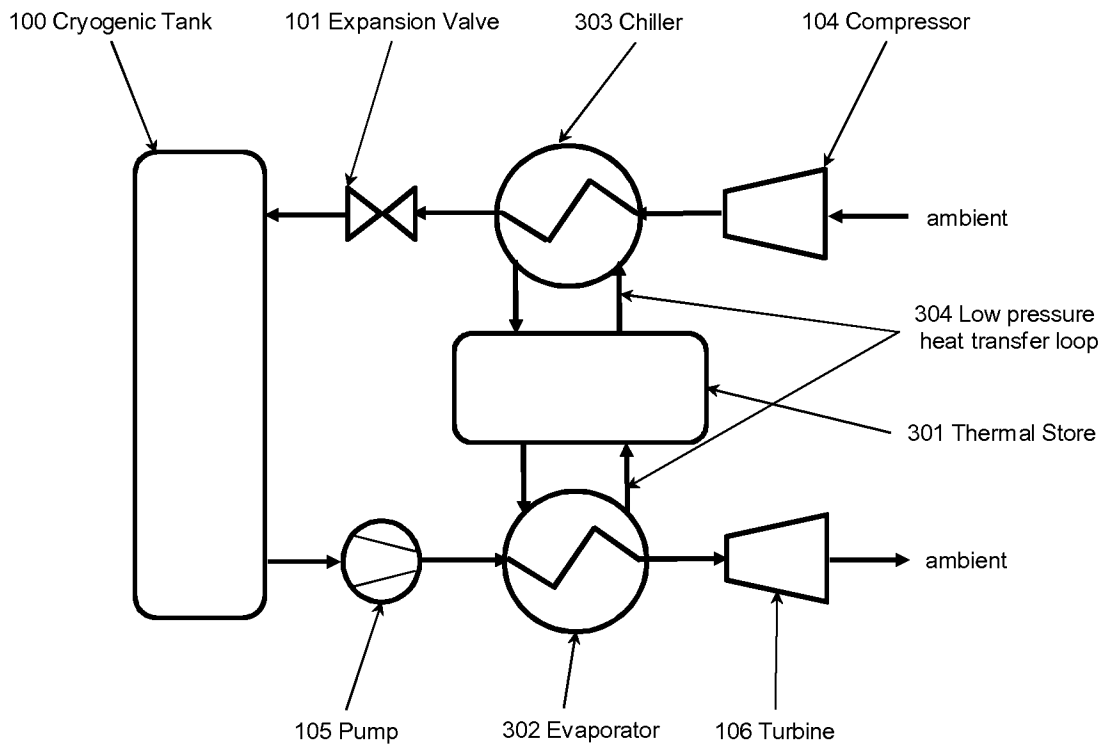 100 Cryogenic Tank
101 Expansion Valve
303 Chiller
104 Compressor
ambient
304 Low pressure
heat transfer loop
301 Thermal Store
ambient
105 Pump
302 Evaporator
106 Turbine